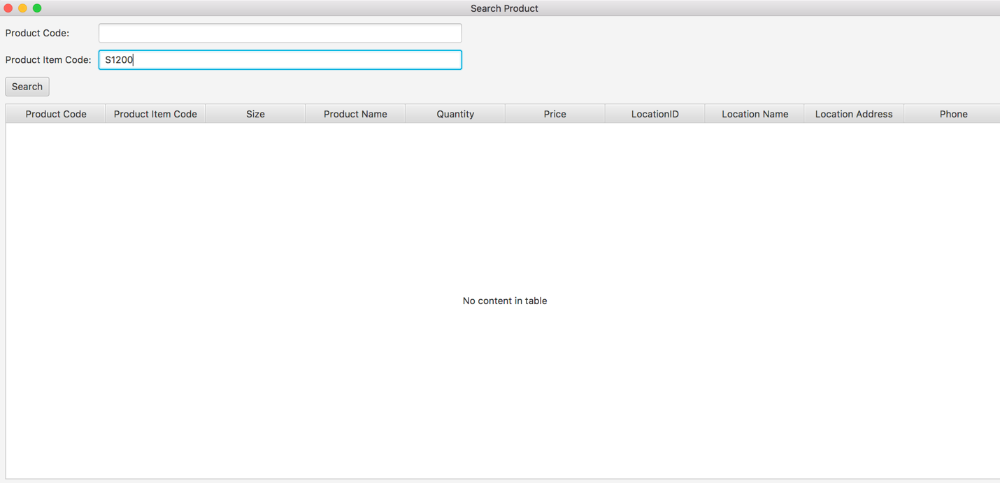 Search Product
Product Code:
Product Item Code: S1200
Search
Product Code Product Item Code Size Product Name Quantity Price LocationID Location Name Location Address Phone
No content in table